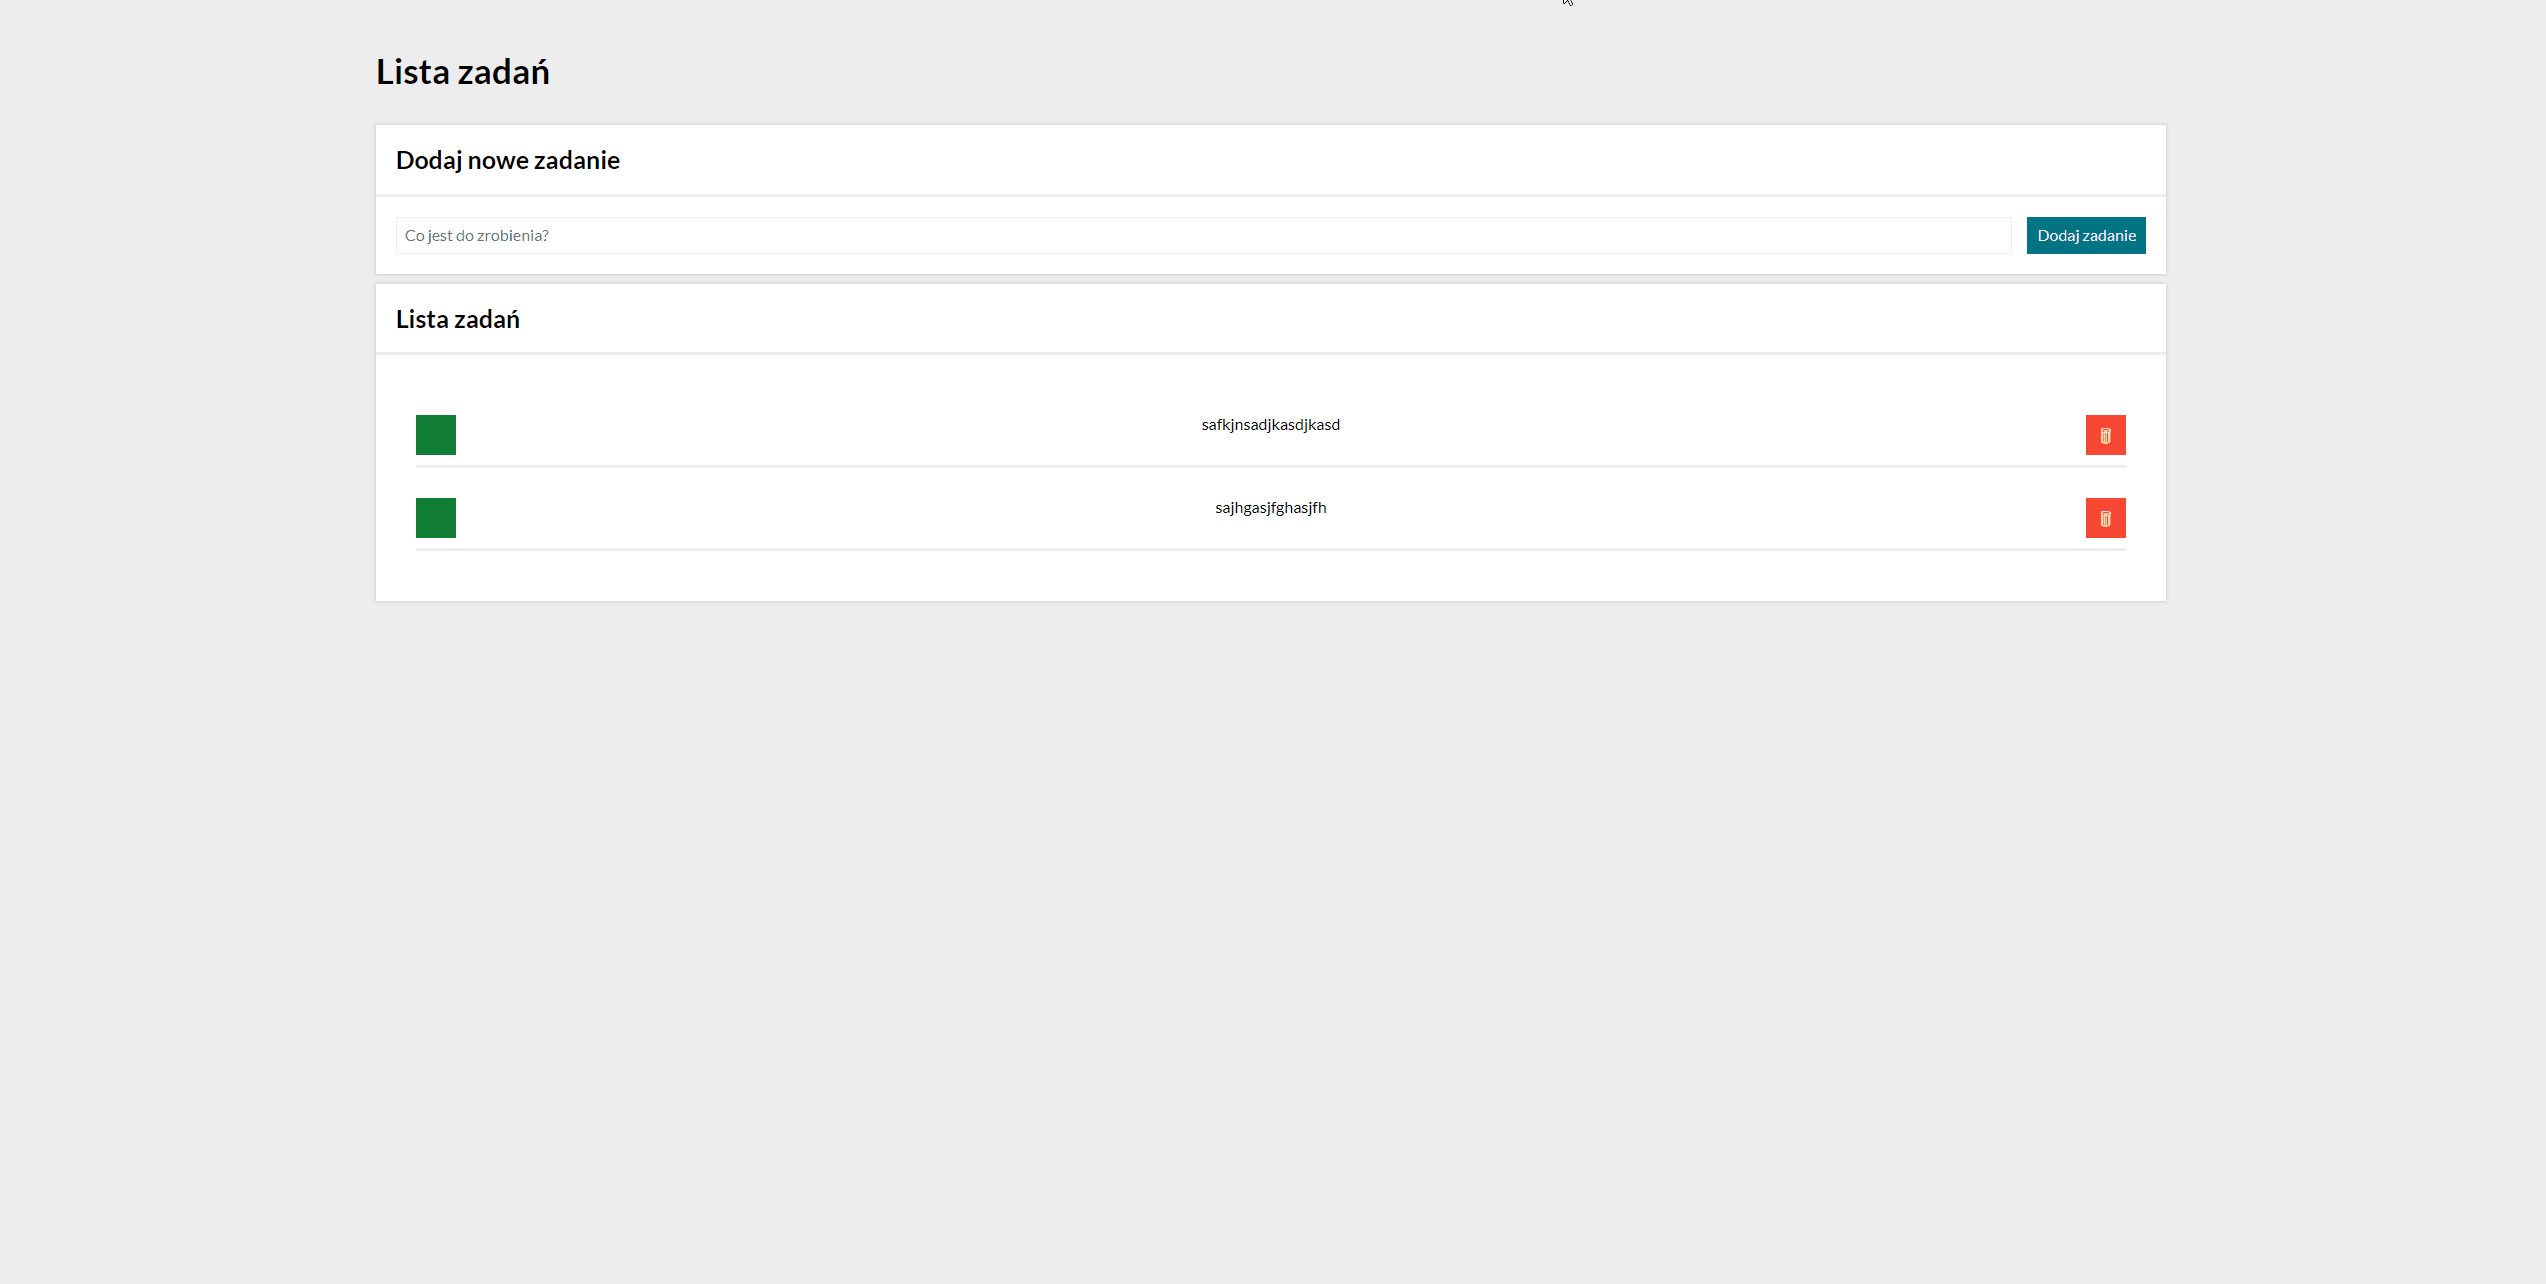 Lista zadań
Dodaj nowe zadanie
Co jest do zrobienia?
Dodaj zadanie
Lista zadań
safkjnsadjkasdjkasd
sajhgasjfghasjfh